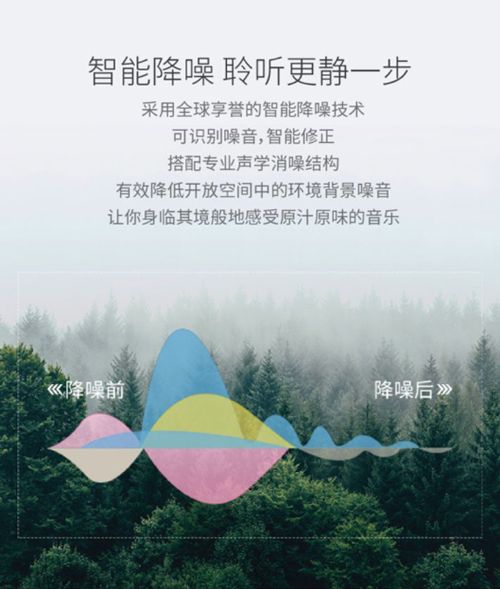 智能降噪 聆听更静一步
采用全球享誉的智能降噪技术
可识别噪音,智能修正
搭配专业声学消噪结构
有效降低开放空间中的环境背景噪音
让你身临其境般地感受原汁原味的音乐
降噪前
降噪后